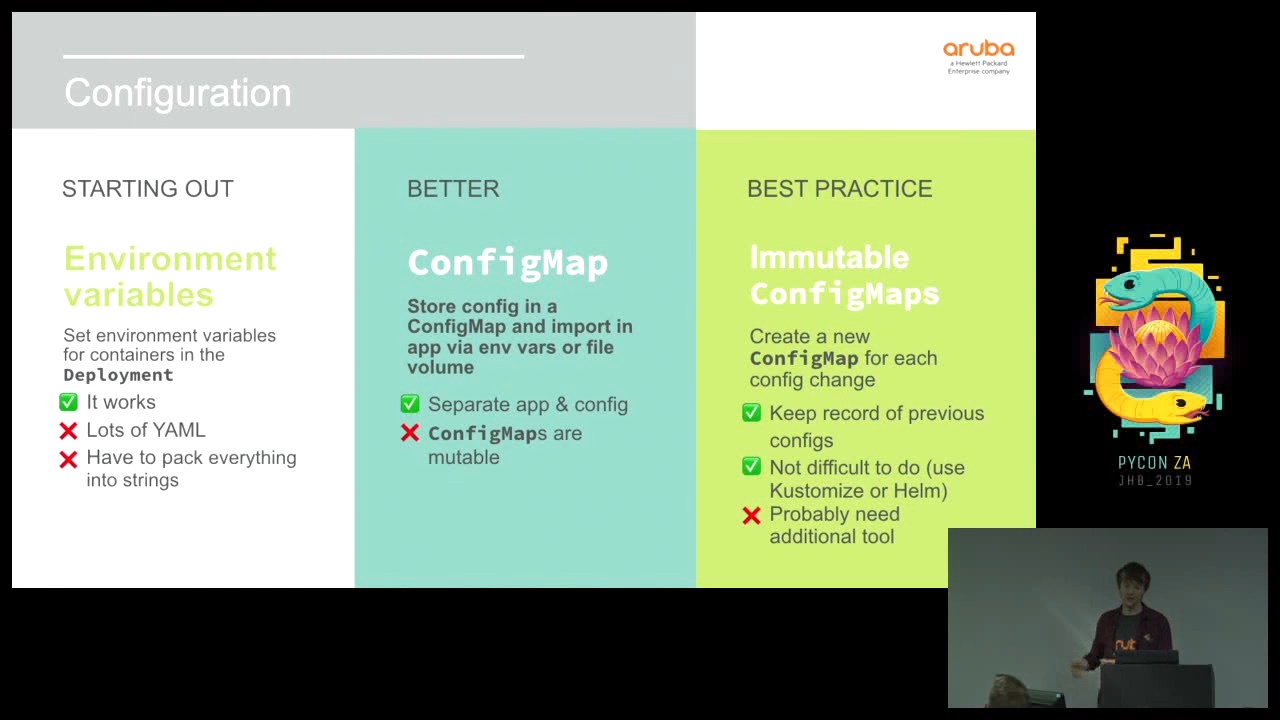 Configuration
aruba
a Hewlett Packard
Enterprise company
STARTING OUT
Environment
variables
Set environment variables
for containers in the
Deployment
It works
Lots of YAML
Have to pack everything
into strings
BETTER
ConfigMap
Store config in a
ConfigMap and import in
app via env vars or file
volume
Separate app & config
ConfigMaps are
mutable
BEST PRACTICE
Immutable
ConfigMaps
Create a new
ConfigMap for each
config change
Keep record of previous
configs
Not difficult to do (use
Kustomize or Helm)
Probably need
additional tool
PYCON ZA
JHB_2019